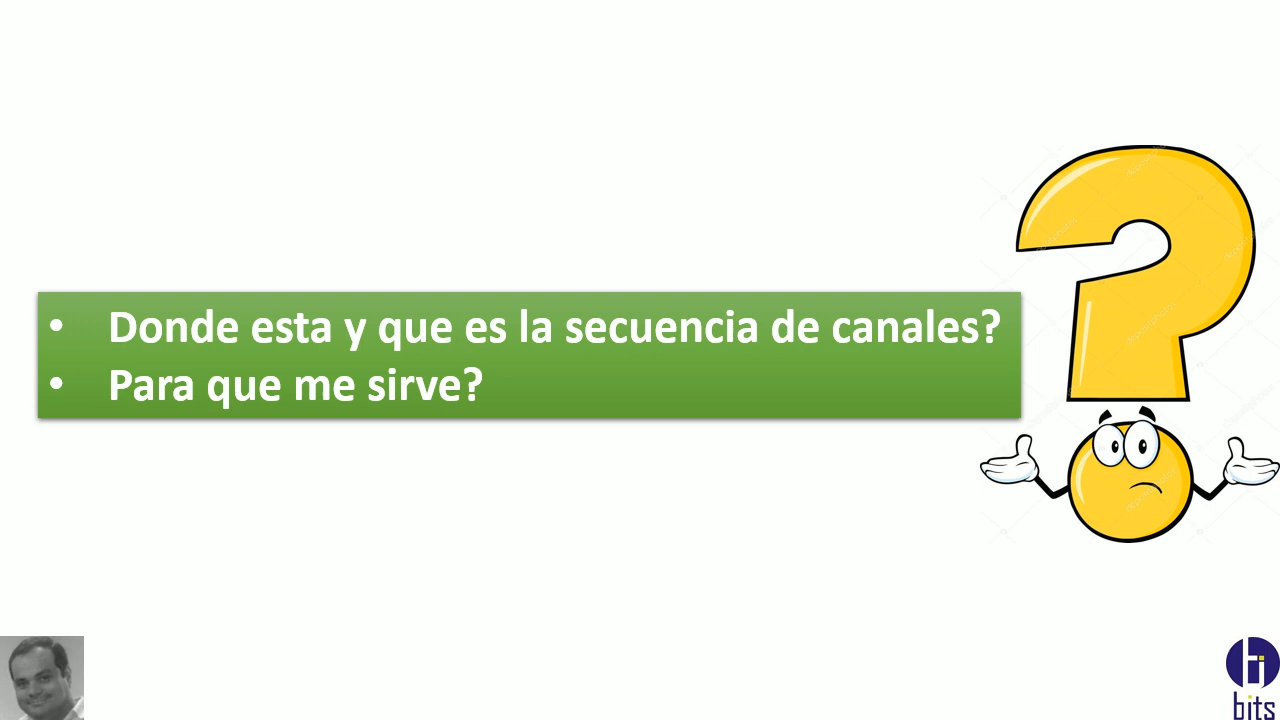 • Donde esta y que es la secuencia de canales?
• Para que me sirve?
bits